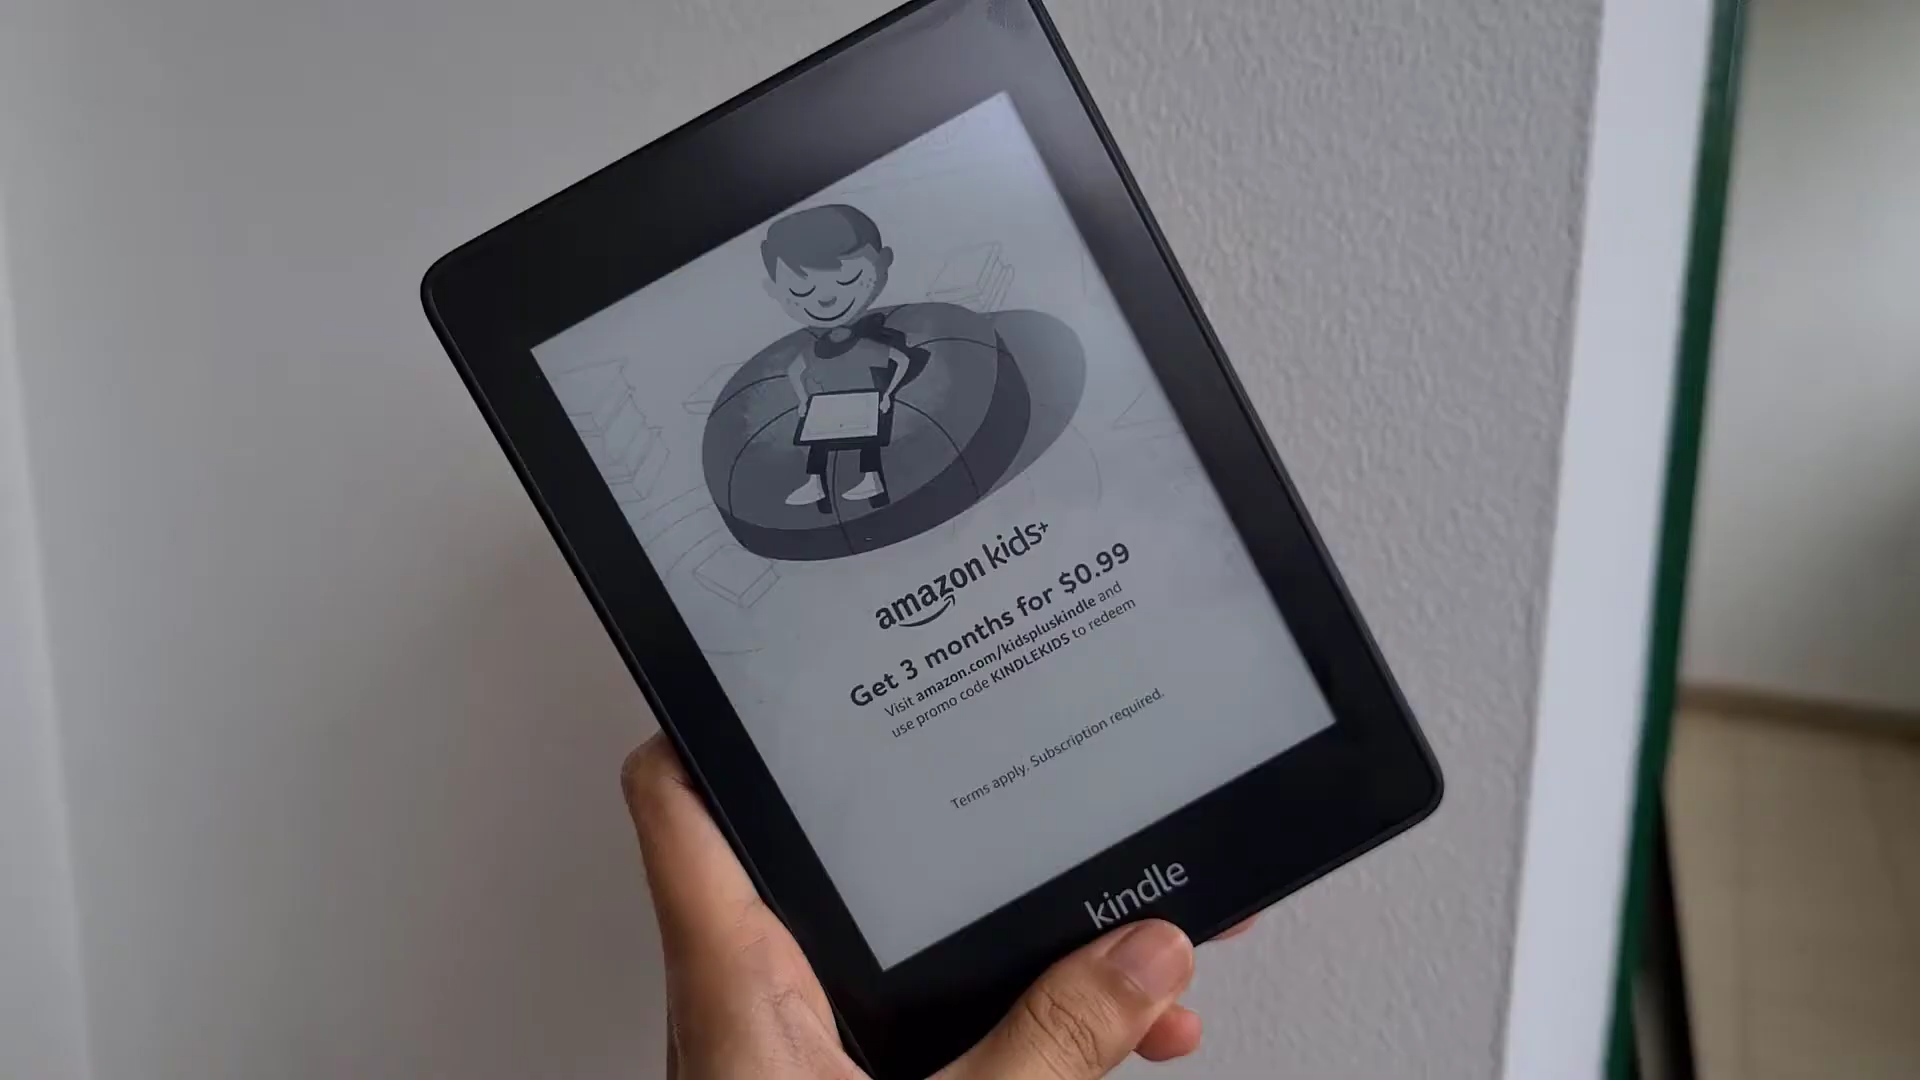 amazon kids+
Get 3 months for $0.99
Visit amazon.com/kidspluskindle and
use promo code KINDLEKIDS to redeem
Terms apply. Subscription required.
kindle